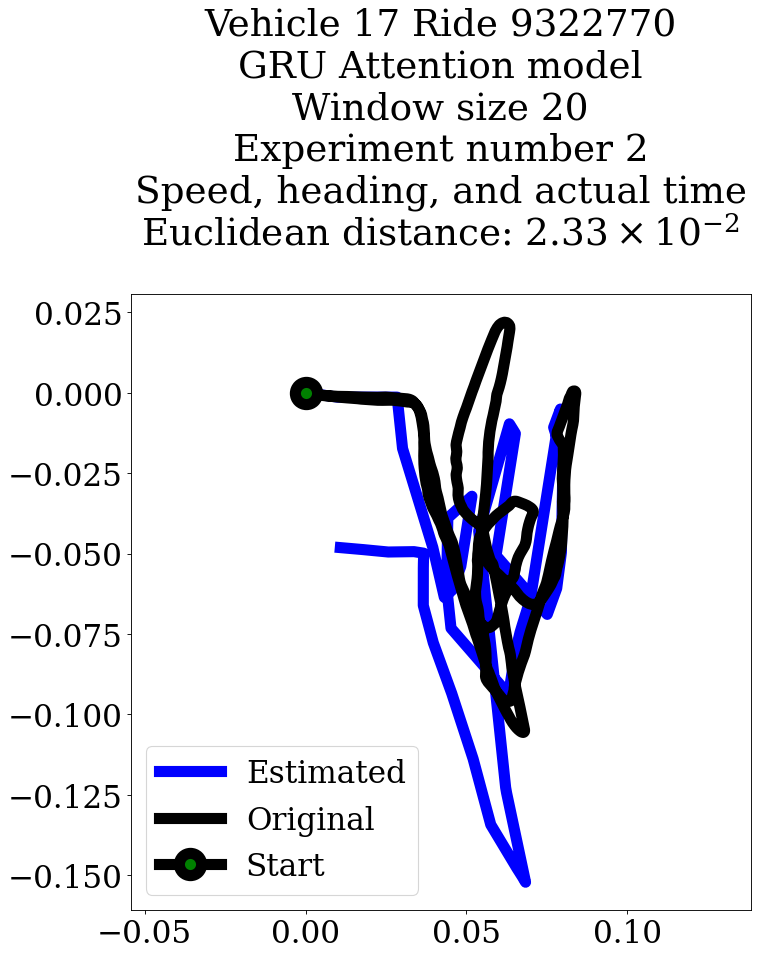 Vehicle 17 Ride 9322770
GRU Attention model
Window size 20
Experiment number 2
Speed, heading, and actual time
Euclidean distance: 2.33 × 10⁻²
0.025
0.000
−0.025
−0.050
−0.075
−0.100
−0.125
−0.150
Estimated
Original
Start
−0.05
0.00
0.05
0.10